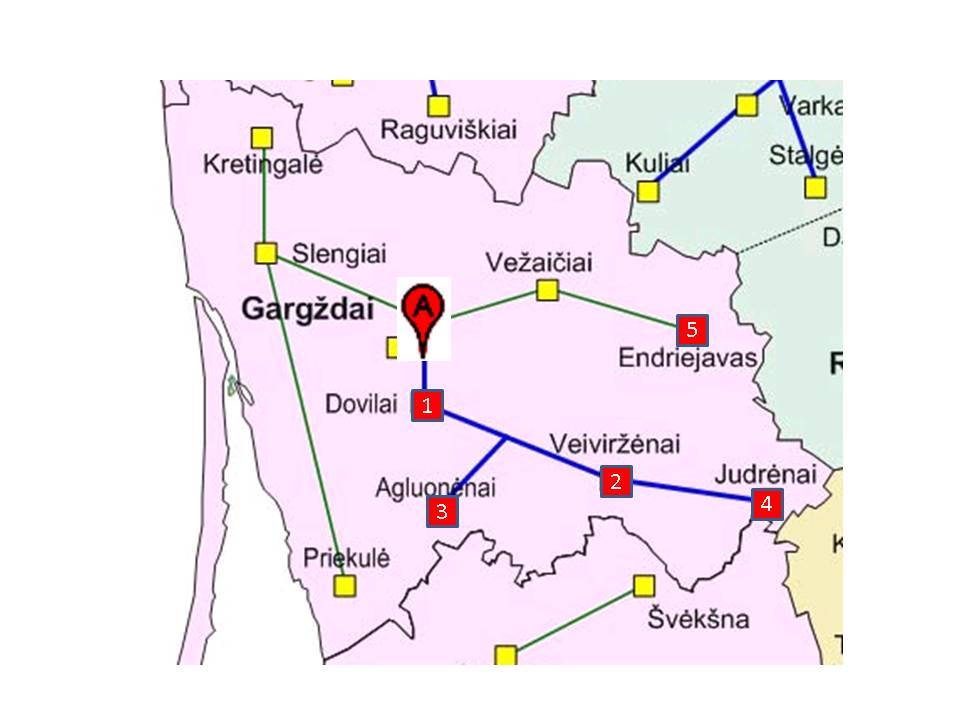 Raguviškiai
Varka
Kretingalė
Kuliai
Stalgė
D.
Slengiai
Vežaičiai
Gargždai
A
5
Endriejavas
R
Dovilai
1
Veiviržėnai
Judrėnai
Agluonėnai
2
4
3
K
Priekulė
Švėkšna